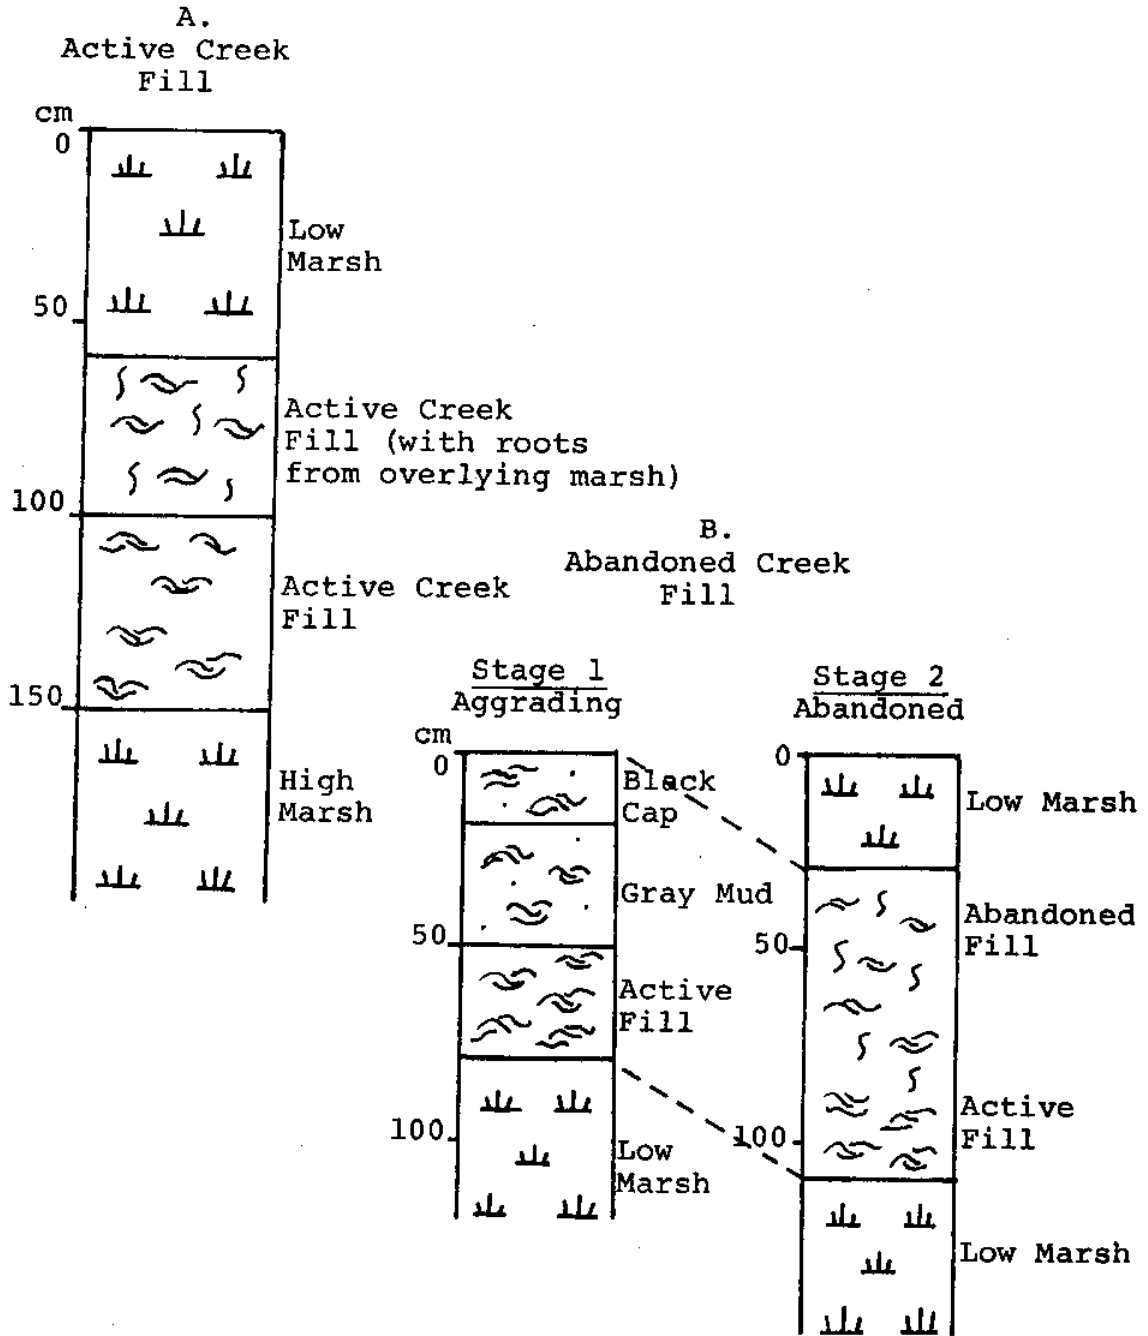 A.
Active Creek
Fill
cm
0
Low
Marsh
50
Active Creek
Fill (with roots
from overlying marsh)
100
Active Creek
Fill
150
High
Marsh
B.
Abandoned Creek
Fill
Stage 1
Aggrading
cm
0
Black
Cap
Gray Mud
50
Active
Fill
100
Low
Marsh
Stage 2
Abandoned
0
Low Marsh
Abandoned
Fill
50
Active
Fill
100
Low Marsh